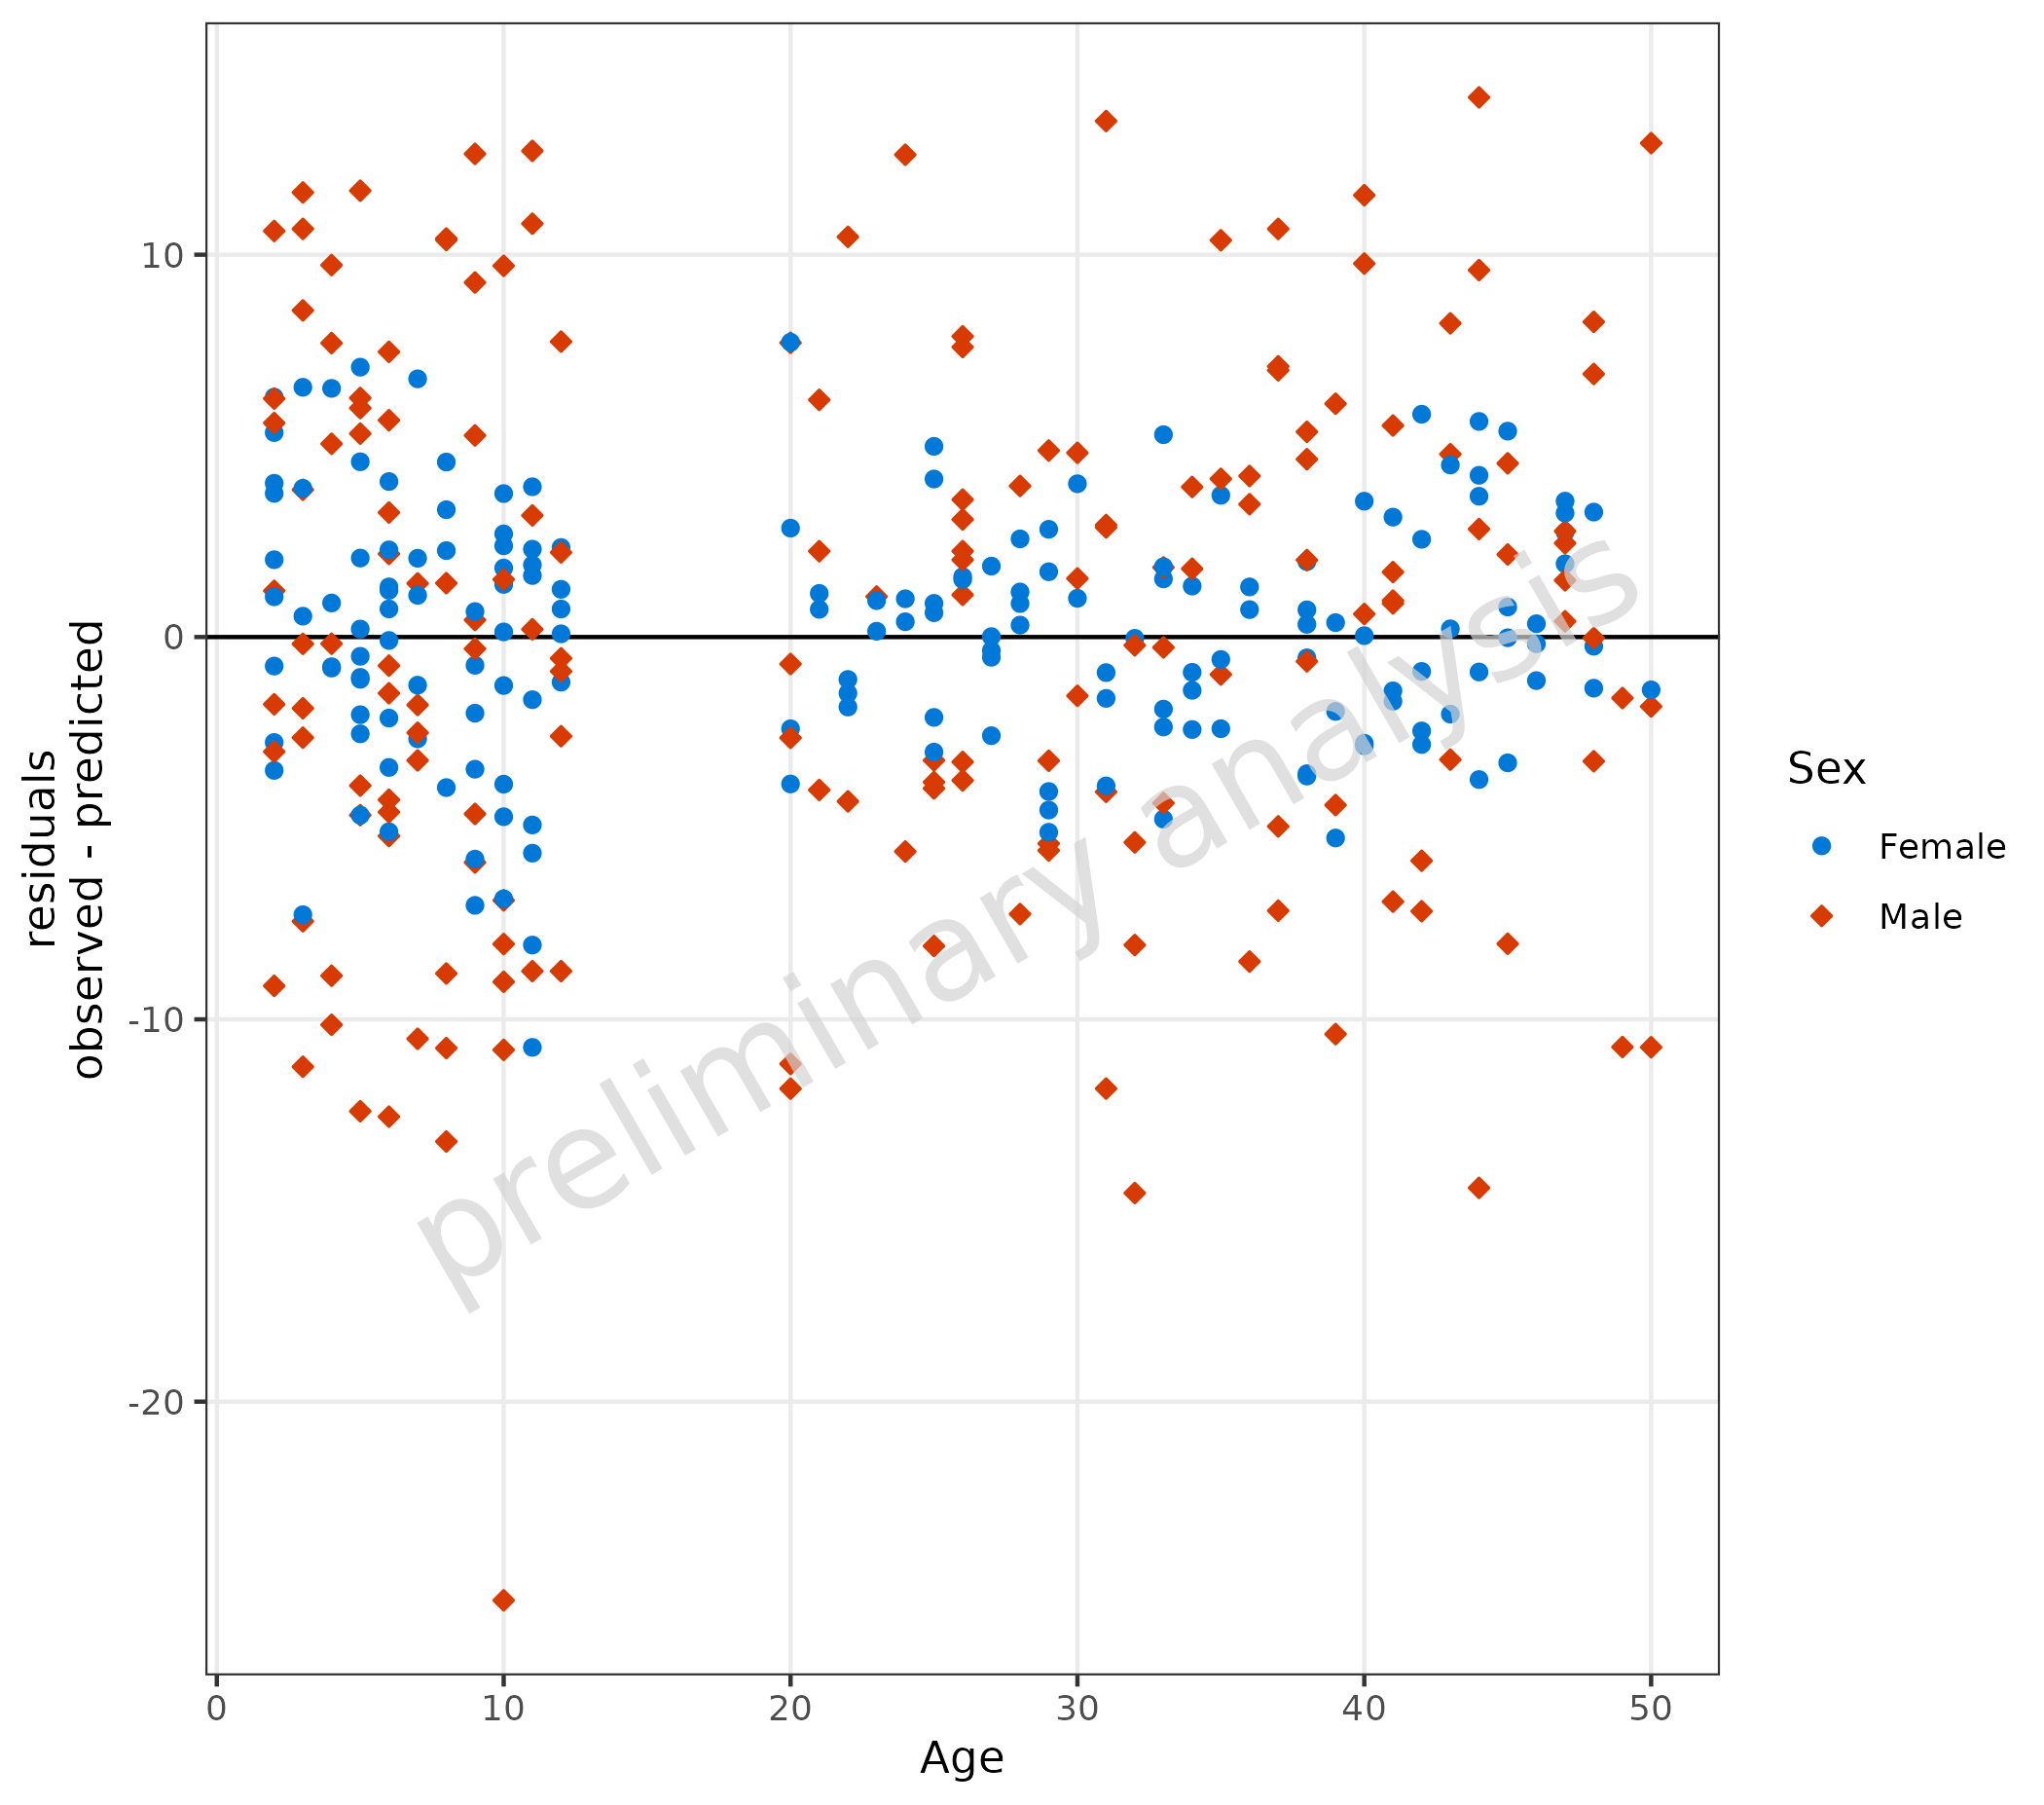 residuals
observed - predicted
10
0
-10
-20
0 10 20 30 40 50
Age
Sex
Female
Male
preliminary analysis